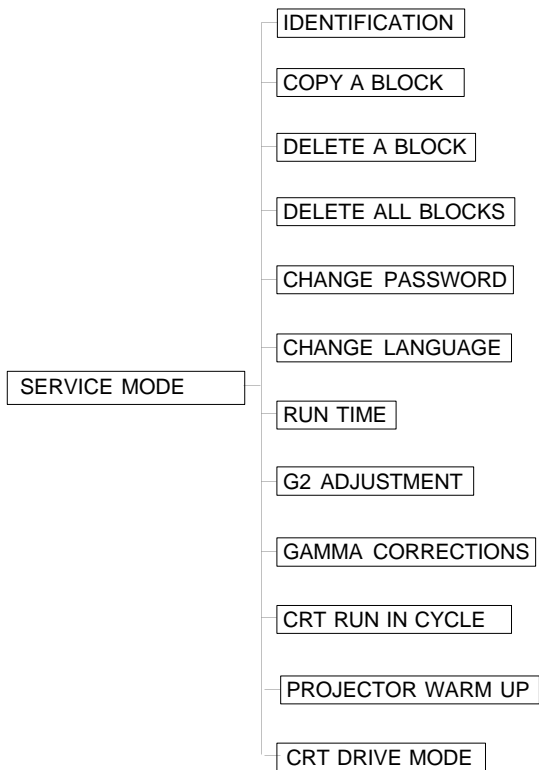 IDENTIFICATION
COPY A BLOCK
DELETE A BLOCK
DELETE ALL BLOCKS
CHANGE PASSWORD
CHANGE LANGUAGE
SERVICE MODE
RUN TIME
G2 ADJUSTMENT
GAMMA CORRECTIONS
CRT RUN IN CYCLE
PROJECTOR WARM UP
CRT DRIVE MODE